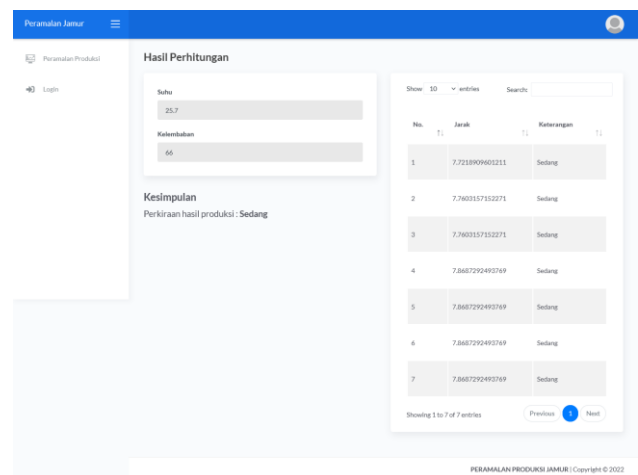 Peramalan Jamur
Peramalan Produksi
Login
Hasil Perhitungan
Suhu
25.7
Kelembaban
66
Kesimpulan
Perkiraan hasil produksi : Sedang
Show 10 entries Search:
No. Jarak Keterangan
1 7.7218909601211 Sedang
2 7.7603157152271 Sedang
3 7.7603157152271 Sedang
4 7.8687292493769 Sedang
5 7.8687292493769 Sedang
6 7.8687292493769 Sedang
7 7.8687292493769 Sedang
Showing 1 to 7 of 7 entries Previous 1 Next
PERAMALAN PRODUKSI JAMUR | Copyright © 2022